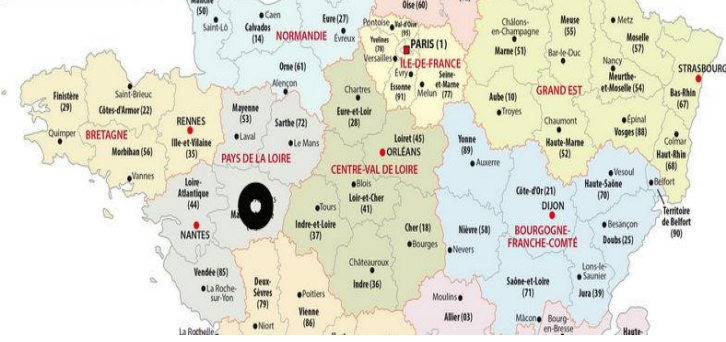 Oise (60)
(50)
Saint-Lô
Caen
Calvados
(14)
NORMANDIE
Eure (27)
Évreux
Orne (61)
Alençon
Pontoise
Val-d'Oise
(95)
PARIS (1)
Yvelines
(78)
Versailles
ÎLE-DE-FRANCE
Évry
Essonne
(91)
Melun
Seine-
et-Marne
(77)
Châlons-
en-Champagne
Marne (51)
Meuse
(55)
Bar-le-Duc
Metz
Moselle
(57)
Nancy
Meurthe-
et-Moselle (54)
STRASBOURG
Bas-Rhin
(67)
GRAND EST
Aube (10)
Troyes
Chaumont
Haute-Marne
(52)
Épinal
Vosges (88)
Colmar
Haut-Rhin
(68)
Finistère
(29)
Quimper
Saint-Brieuc
Côtes-d'Armor (22)
BRETAGNE
Morbihan (56)
Vannes
RENNES
Ille-et-Vilaine
(35)
Mayenne
(53)
Laval
Sarthe (72)
Le Mans
PAYS DE LA LOIRE
Loire-
Atlantique
(44)
NANTES
Vendée (85)
La Roche-
sur-Yon
Chartres
Eure-et-Loir
(28)
Loiret (45)
ORLÉANS
CENTRE-VAL DE LOIRE
Blois
Loir-et-Cher
(41)
Tours
Indre-et-Loire
(37)
Cher (18)
Bourges
Châteauroux
Indre (36)
Yonne
(89)
Auxerre
Côte-d'Or (21)
DIJON
BOURGOGNE-
FRANCHE-COMTÉ
Nièvre (58)
Nevers
Saône-et-Loire
(71)
Mâcon
Haute-Saône
(70)
Vesoul
Belfort
Territoire
de Belfort
(90)
Besançon
Doubs (25)
Lons-le-
Saunier
Jura (39)
Deux-
Sèvres
(79)
Niort
Poitiers
Vienne
(86)
La Rochelle
Moulins
Allier (03)
Bourg-
en-Bresse
Haute-